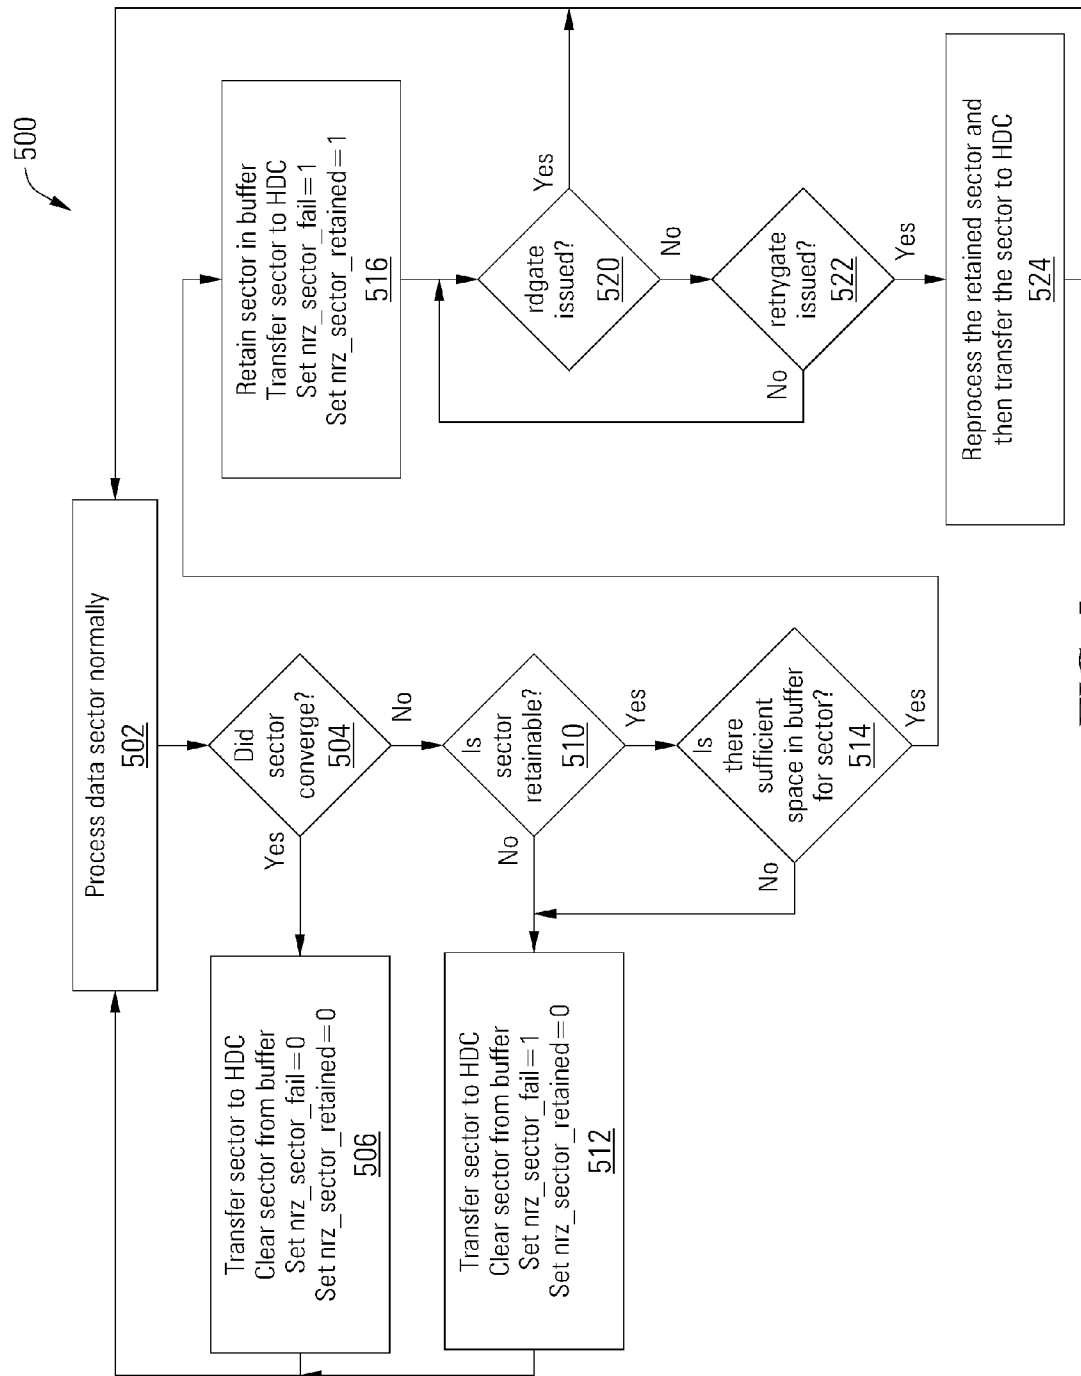 500
Process data sector normally
502
Did
sector
converge?
504
Yes
No
Transfer sector to HDC
Clear sector from buffer
Set nrz_sector_fail=0
Set nrz_sector_retained=0
506
Is
sector
retainable?
510
No
Yes
Transfer sector to HDC
Clear sector from buffer
Set nrz_sector_fail=1
Set nrz_sector_retained=0
512
Is
there
sufficient
space in buffer
for sector?
514
No
Yes
Retain sector in buffer
Transfer sector to HDC
Set nrz_sector_fail=1
Set nrz_sector_retained=1
516
rdgate
issued?
520
Yes
No
retrygate
issued?
522
No
Yes
Reprocess the retained sector and
then transfer the sector to HDC
524